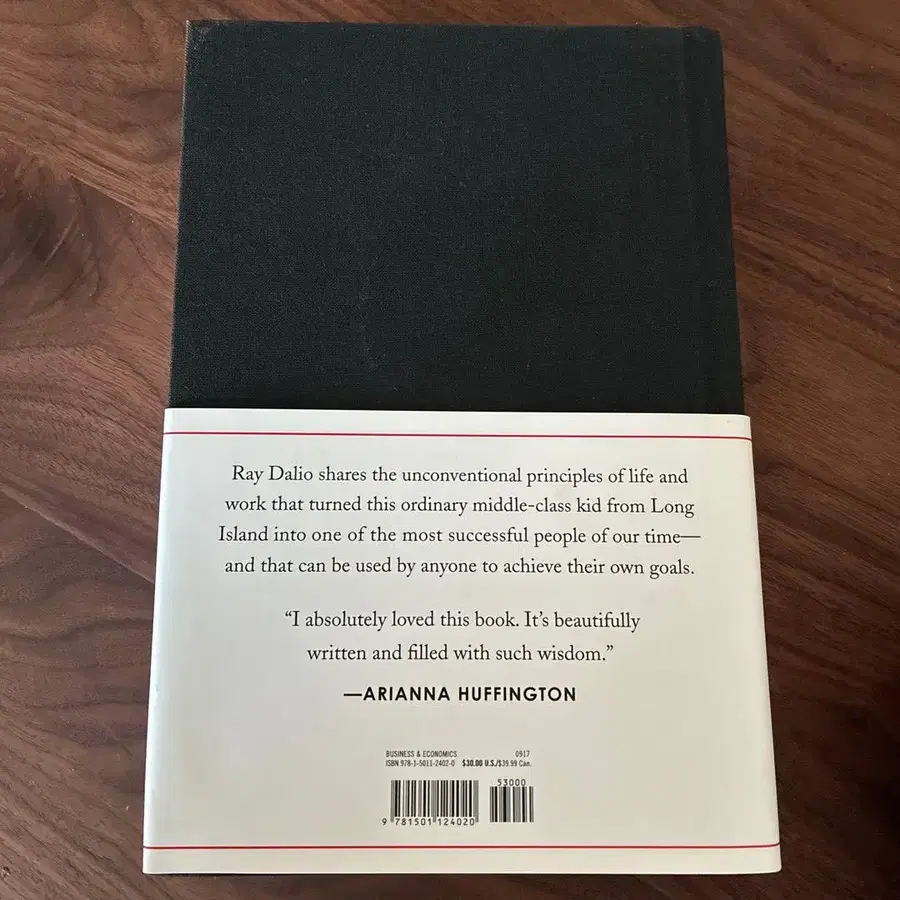 Ray Dalio shares the unconventional principles of life and
work that turned this ordinary middle-class kid from Long
Island into one of the most successful people of our time—
and that can be used by anyone to achieve their own goals.
“I absolutely loved this book. It’s beautifully
written and filled with such wisdom.”
—ARIANNA HUFFINGTON
BUSINESS & ECONOMICS 0917
ISBN 978-1-5011-2402-0 $30.00 U.S./$39.99 Can.
53000
9 781501 124020